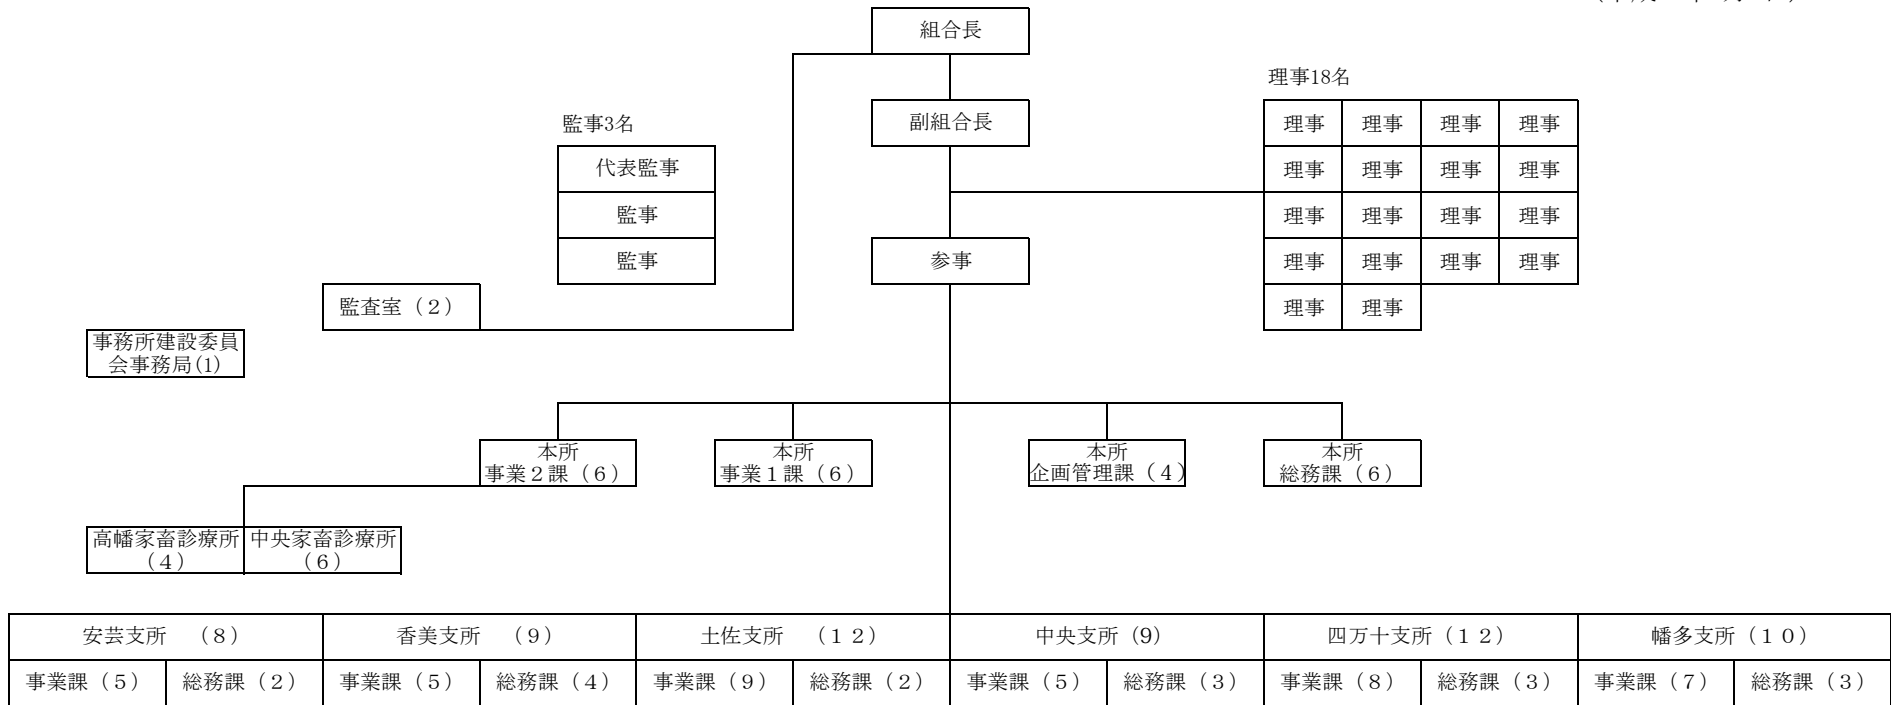 組合長
理事18名
監事3名
副組合長
理事 理事 理事 理事
代表監事
理事 理事 理事 理事
監事
理事 理事 理事 理事
監事
参事
理事 理事 理事 理事
監査室（２）
理事 理事
事務所建設委員
会事務局(1)
本所
事業２課（６）
本所
事業１課（６）
本所
企画管理課（４）
本所
総務課（６）
高幡家畜診療所
（４）
中央家畜診療所
（６）
安芸支所　（８） 香美支所　（９） 土佐支所　（１２） 中央支所（9） 四万十支所（１２） 幡多支所（１０）
事業課（５） 総務課（２） 事業課（５） 総務課（４） 事業課（９） 総務課（２） 事業課（５） 総務課（３） 事業課（８） 総務課（３） 事業課（７） 総務課（３）